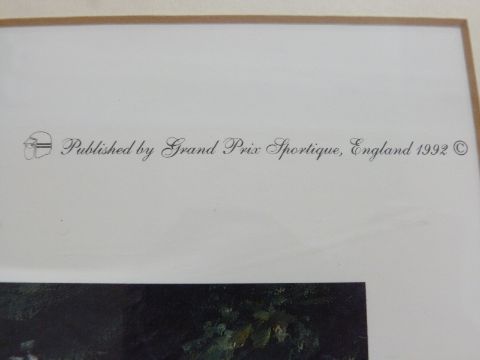 Published by Grand Prix Sportique, England 1992 ©